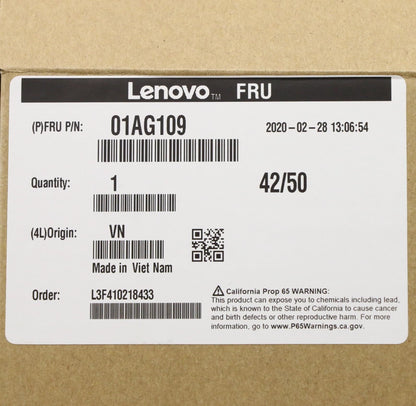 Lenovo™ FRU
(P)FRU P/N: 01AG109 2020-02-28 13:06:54
Quantity: 1 42/50
(4L)Origin: VN
Made in Viet Nam
Order: L3F410218433
⚠ California Prop 65 WARNING:
This product can expose you to chemicals including lead,
which is known to the State of California to cause cancer
and birth defects or other reproductive harm. For more
information, go to www.P65Warnings.ca.gov.